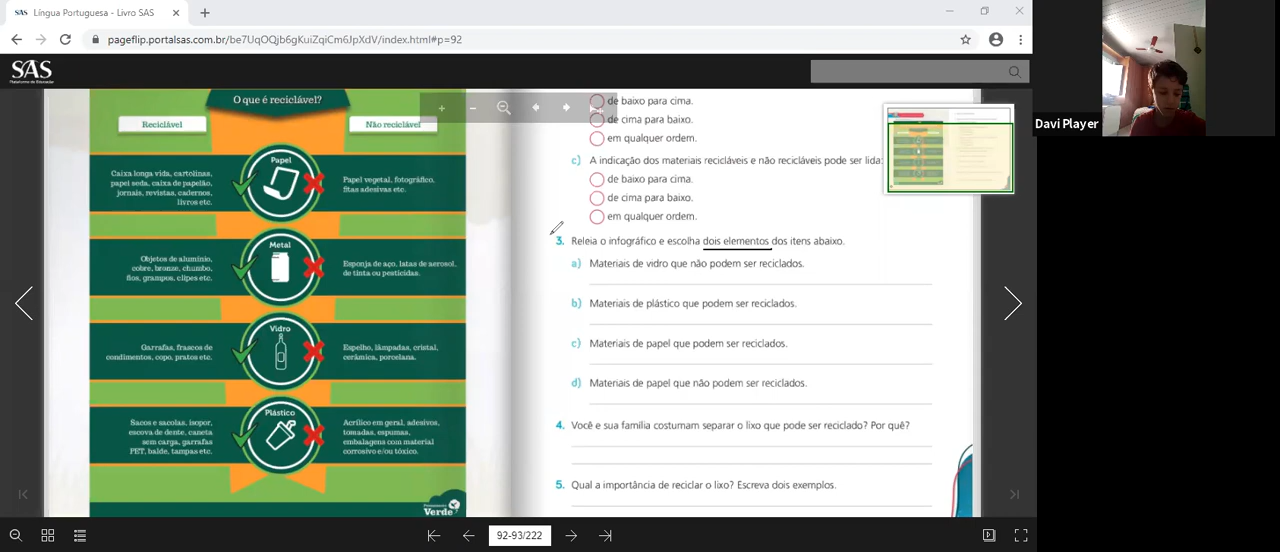 SAS Língua Portuguesa - Livro SAS
pageflip.portalsas.com.br/be7UqOQjb6gKuiZqiCm6JpXdV/index.html#p=92
SAS
Plataforma de Educação
O que é reciclável?
Reciclável
Não reciclável
Papel
Caixa longa vida, cartolinas,
papel seda, caixa de papelão,
jornais, revistas, cadernos,
livros etc.
Papel vegetal, fotográfico,
fitas adesivas etc.
Metal
Objetos de alumínio,
cobre, bronze, chumbo,
fios, grampos, clipes etc.
Esponja de aço, latas de aerosol,
de tinta ou pesticidas.
Vidro
Garrafas, frascos de
condimentos, copo, pratos etc.
Espelho, lâmpadas, cristal,
cerâmica, porcelana.
Plástico
Sacos e sacolas, isopor,
escova de dente, caneta
sem carga, garrafas
PET, balde, tampas etc.
Acrílico em geral, adesivos,
tomadas, espumas,
embalagens com material
corrosivo e/ou tóxico.
Pensamento
Verde
de baixo para cima.
de cima para baixo.
em qualquer ordem.
c) A indicação dos materiais recicláveis e não recicláveis pode ser lida:
de baixo para cima.
de cima para baixo.
em qualquer ordem.
3. Releia o infográfico e escolha dois elementos dos itens abaixo.
a) Materiais de vidro que não podem ser reciclados.
b) Materiais de plástico que podem ser reciclados.
c) Materiais de papel que podem ser reciclados.
d) Materiais de papel que não podem ser reciclados.
4. Você e sua família costumam separar o lixo que pode ser reciclado? Por quê?
5. Qual a importância de reciclar o lixo? Escreva dois exemplos.
92-93/222
Davi Player